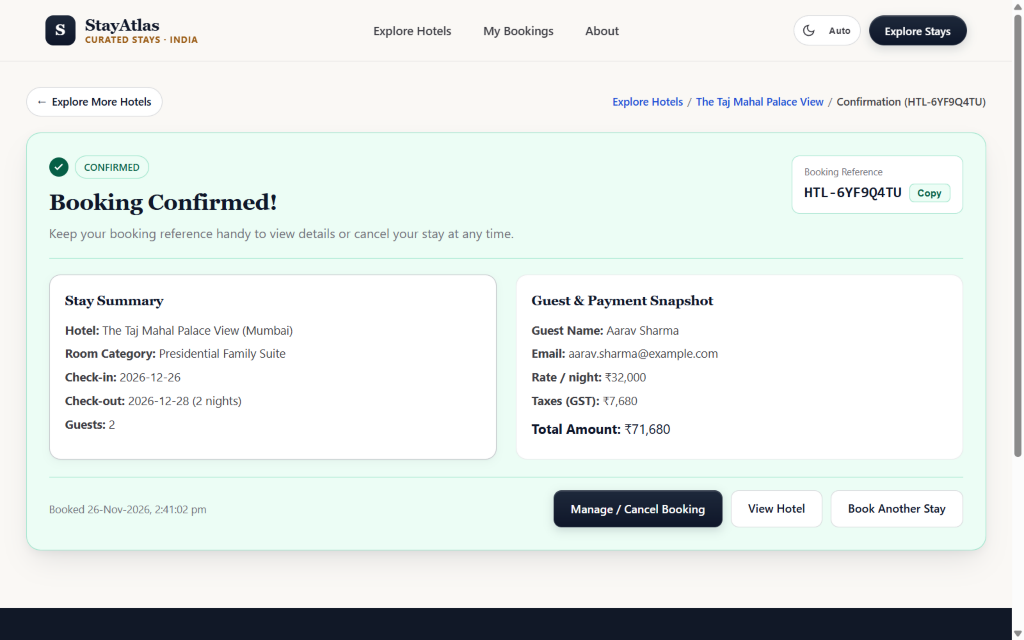 S
StayAtlas
CURATED STAYS · INDIA
Explore Hotels
My Bookings
About
Auto
Explore Stays
← Explore More Hotels
Explore Hotels / The Taj Mahal Palace View / Confirmation (HTL-6YF9Q4TU)
CONFIRMED
Booking Confirmed!
Keep your booking reference handy to view details or cancel your stay at any time.
Booking Reference
HTL-6YF9Q4TU Copy
Stay Summary
Hotel: The Taj Mahal Palace View (Mumbai)
Room Category: Presidential Family Suite
Check-in: 2026-12-26
Check-out: 2026-12-28 (2 nights)
Guests: 2
Guest & Payment Snapshot
Guest Name: Aarav Sharma
Email: aarav.sharma@example.com
Rate / night: ₹32,000
Taxes (GST): ₹7,680
Total Amount: ₹71,680
Booked 26-Nov-2026, 2:41:02 pm
Manage / Cancel Booking
View Hotel
Book Another Stay